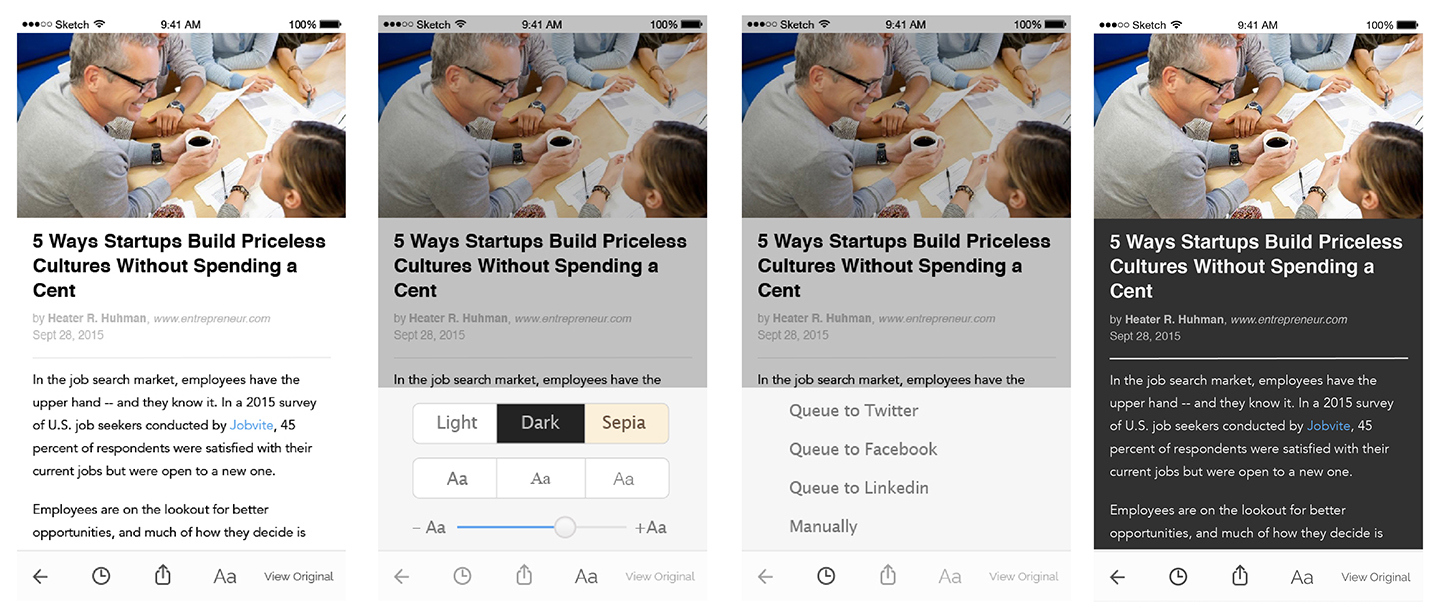 Sketch 9:41 AM 100%
5 Ways Startups Build Priceless
Cultures Without Spending a
Cent
by Heater R. Huhman, www.entrepreneur.com
Sept 28, 2015
In the job search market, employees have the
upper hand -- and they know it. In a 2015 survey
of U.S. job seekers conducted by Jobvite, 45
percent of respondents were satisfied with their
current jobs but were open to a new one.
Employees are on the lookout for better
opportunities, and much of how they decide is
Aa View Original
Sketch 9:41 AM 100%
5 Ways Startups Build Priceless
Cultures Without Spending a
Cent
by Heater R. Huhman, www.entrepreneur.com
Sept 28, 2015
In the job search market, employees have the
Light Dark Sepia
Aa Aa Aa
- Aa +Aa
Aa View Original
Sketch 9:41 AM 100%
5 Ways Startups Build Priceless
Cultures Without Spending a
Cent
by Heater R. Huhman, www.entrepreneur.com
Sept 28, 2015
In the job search market, employees have the
Queue to Twitter
Queue to Facebook
Queue to Linkedin
Manually
Aa View Original
Sketch 9:41 AM 100%
5 Ways Startups Build Priceless
Cultures Without Spending a
Cent
by Heater R. Huhman, www.entrepreneur.com
Sept 28, 2015
In the job search market, employees have the
upper hand -- and they know it. In a 2015 survey
of U.S. job seekers conducted by Jobvite, 45
percent of respondents were satisfied with their
current jobs but were open to a new one.
Employees are on the lookout for better
opportunities, and much of how they decide is
Aa View Original